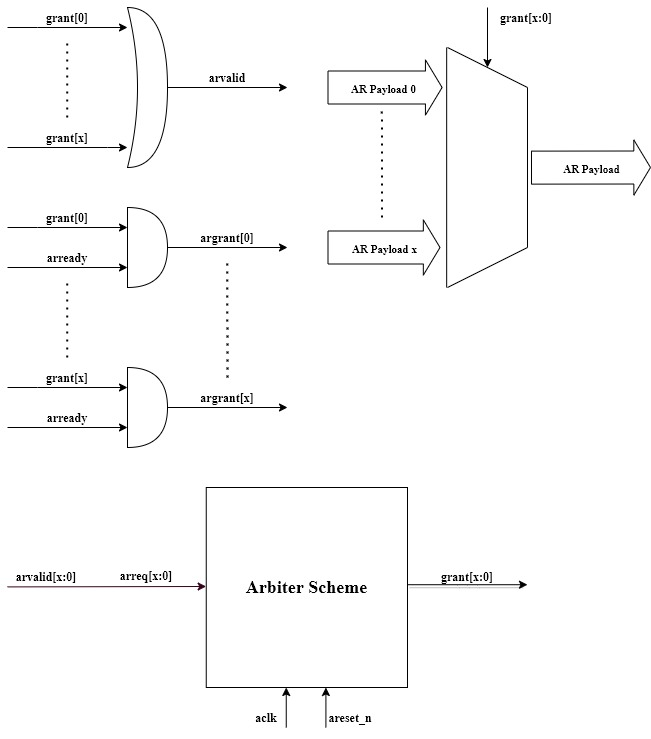 grant[0]
grant[x:0]
arvalid
AR Payload 0
grant[x]
AR Payload
grant[0]
argrant[0]
AR Payload x
arready
grant[x]
argrant[x]
arready
arvalid[x:0]
arreq[x:0]
Arbiter Scheme
grant[x:0]
aclk
areset_n